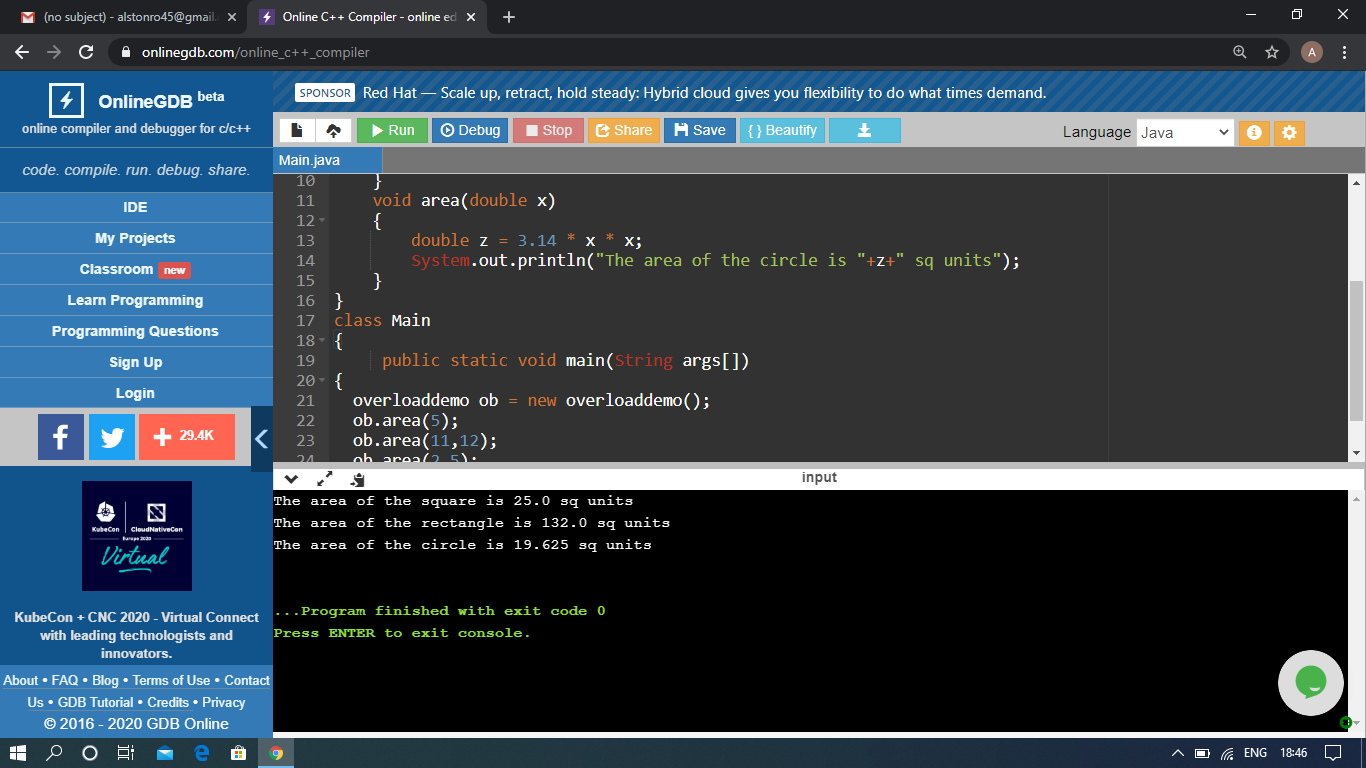 (no subject) - alstonro45@gmail.
Online C++ Compiler - online ed
onlinegdb.com/online_c++_compiler
A
OnlineGDB beta
online compiler and debugger for c/c++
code. compile. run. debug. share.
IDE
My Projects
Classroom new
Learn Programming
Programming Questions
Sign Up
Login
29.4K
KubeCon | CloudNativeCon
Europe 2020
Virtual
KubeCon + CNC 2020 - Virtual Connect
with leading technologists and
innovators.
About • FAQ • Blog • Terms of Use • Contact
Us • GDB Tutorial • Credits • Privacy
© 2016 - 2020 GDB Online
SPONSOR Red Hat — Scale up, retract, hold steady: Hybrid cloud gives you flexibility to do what times demand.
Run Debug Stop Share Save { } Beautify Language Java
Main.java
10 }
11 void area(double x)
12 {
13 double z = 3.14 * x * x;
14 System.out.println("The area of the circle is "+z+" sq units");
15 }
16 }
17 class Main
18 {
19 public static void main(String args[])
20 {
21 overloaddemo ob = new overloaddemo();
22 ob.area(5);
23 ob.area(11,12);
24 ob.area(2.5);
input
The area of the square is 25.0 sq units
The area of the rectangle is 132.0 sq units
The area of the circle is 19.625 sq units
...Program finished with exit code 0
Press ENTER to exit console.
ENG 18:46